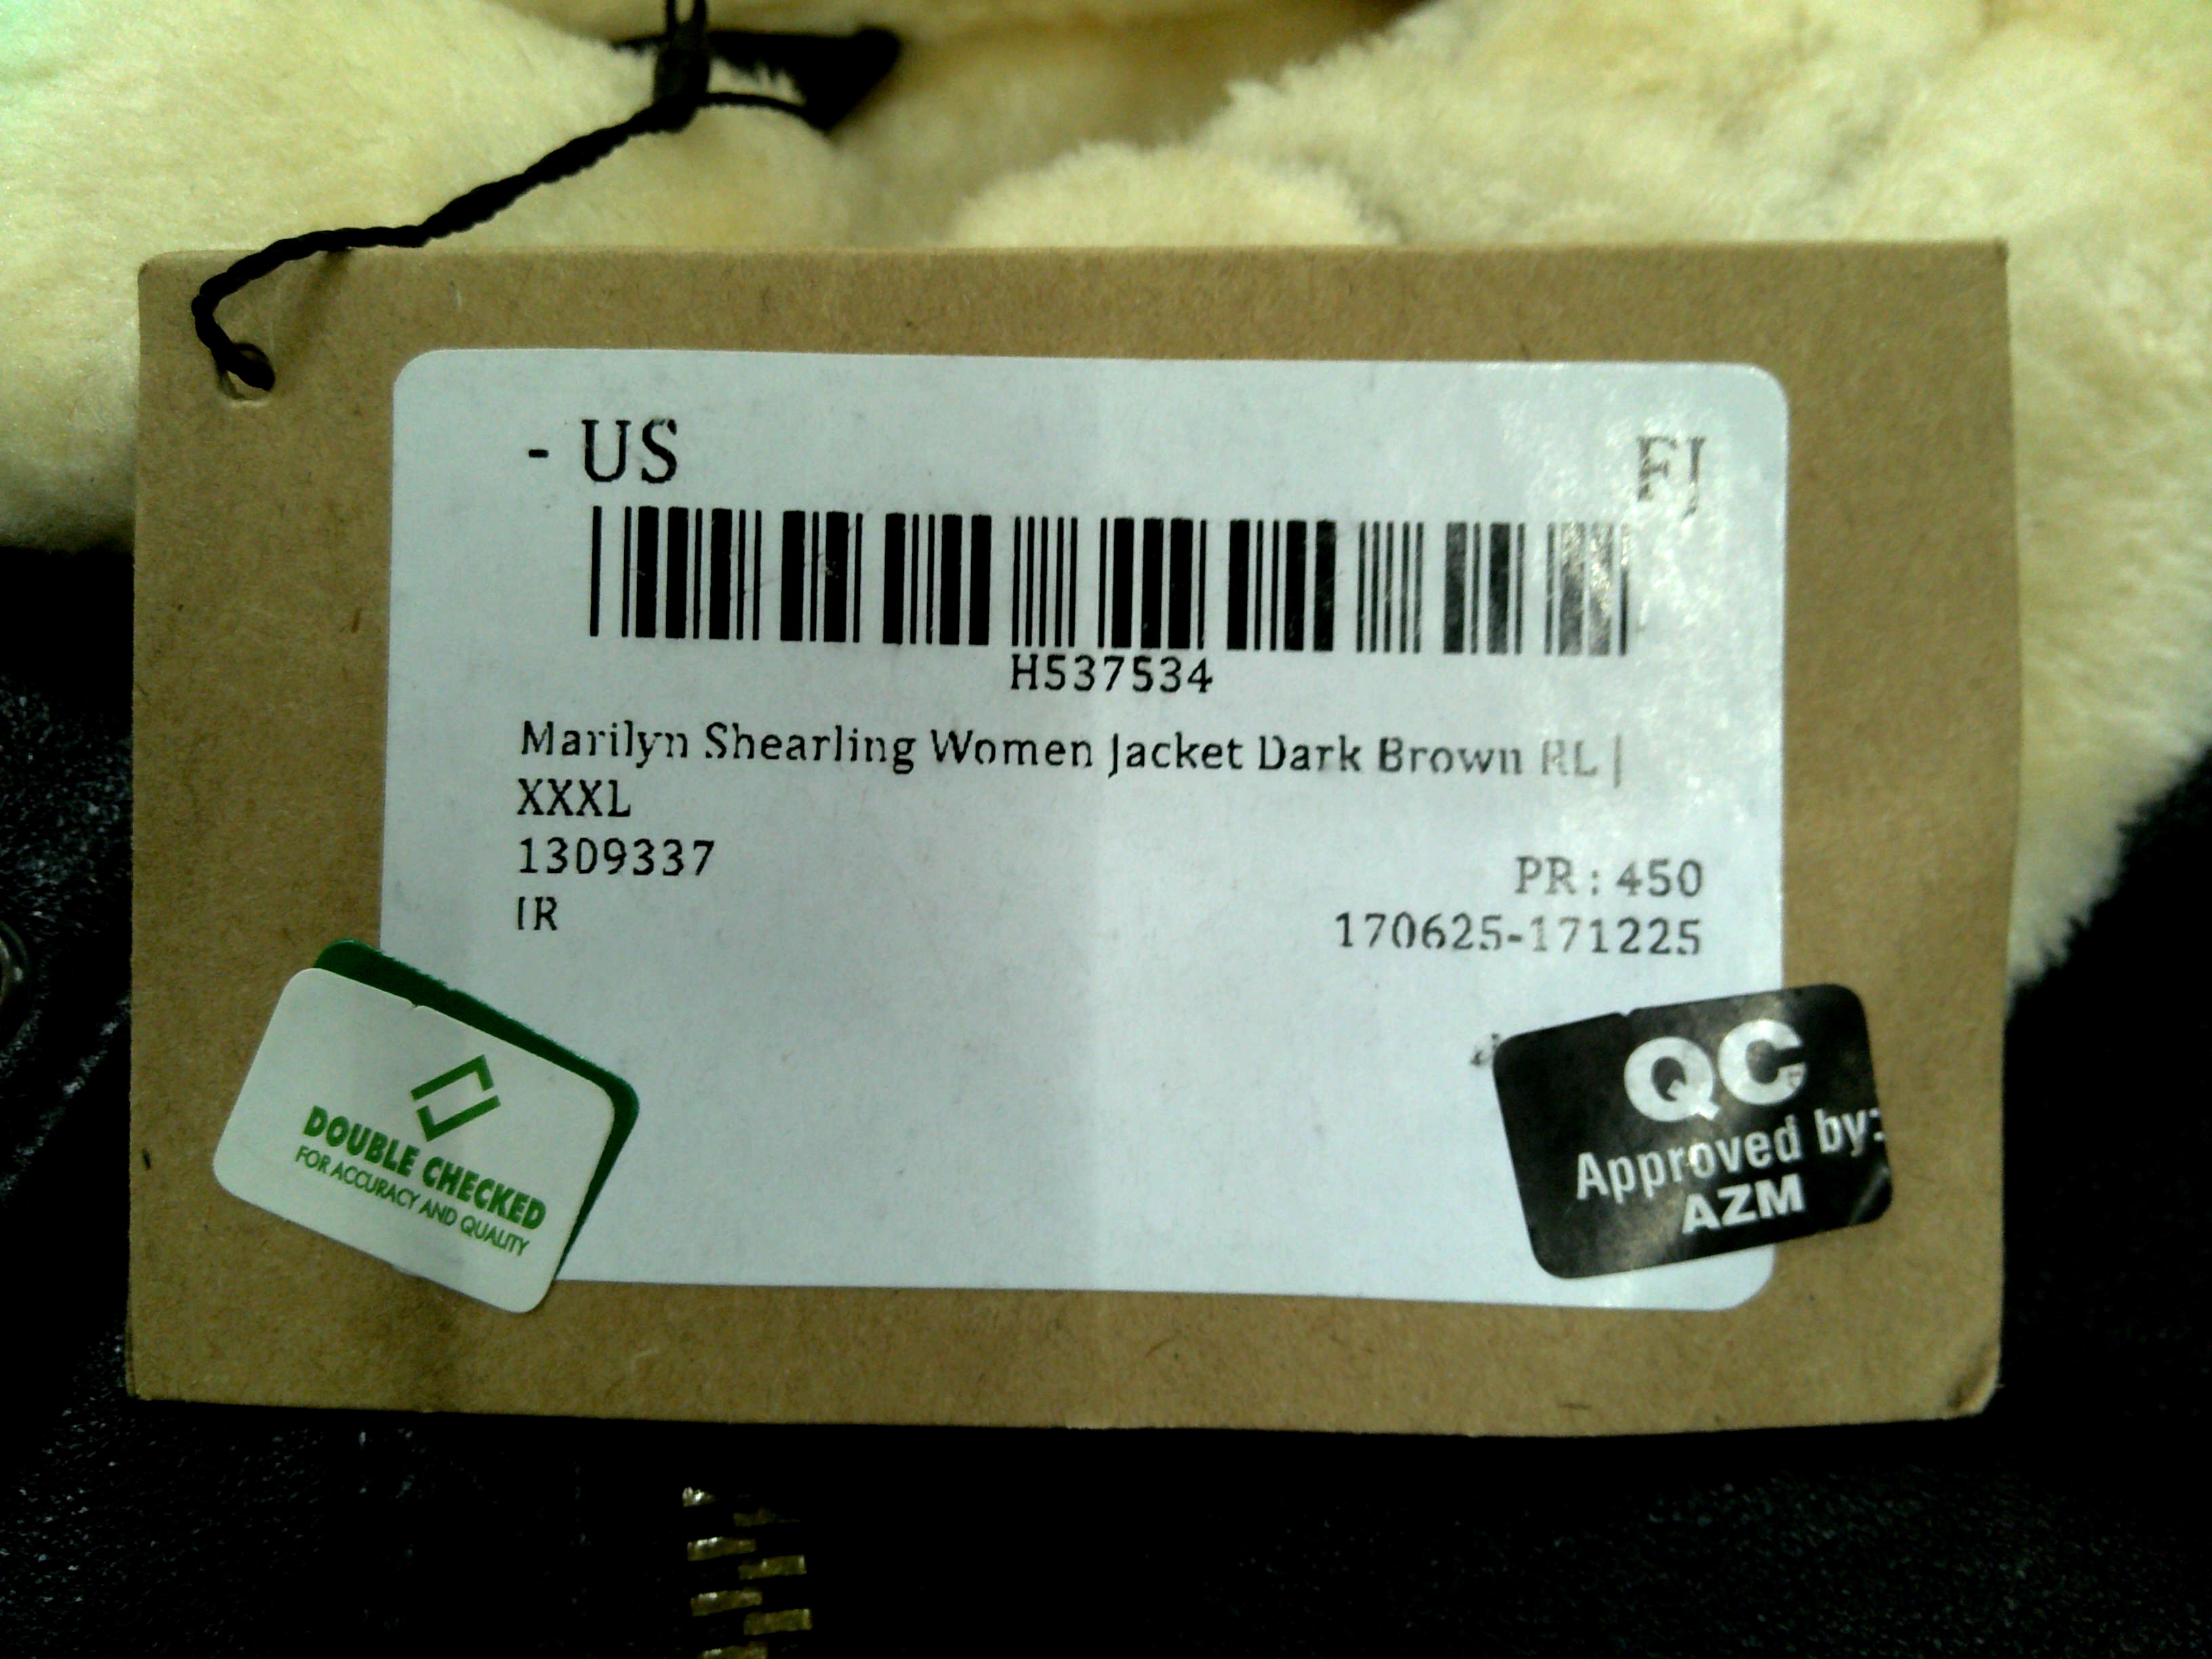 - US FJ
H537534
Marilyn Shearling Women Jacket Dark Brown RL |
XXXL
1309337
PR : 450
IR
170625-171225
DOUBLE CHECKED
FOR ACCURACY AND QUALITY
QC
Approved by:
AZM